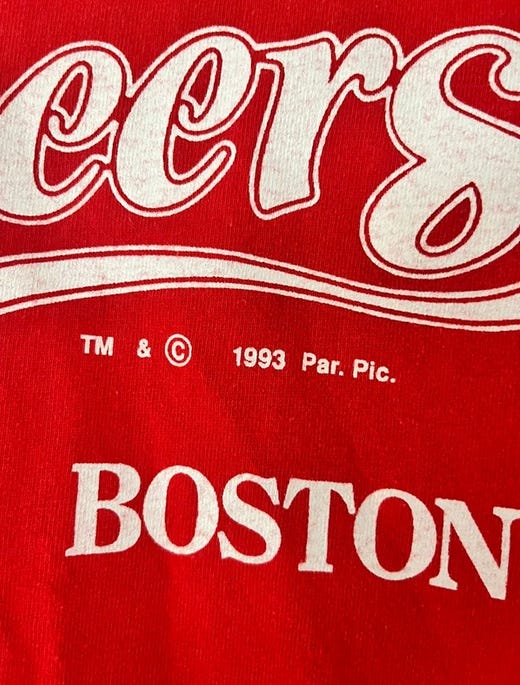 eers
TM & © 1993 Par. Pic.
BOSTON